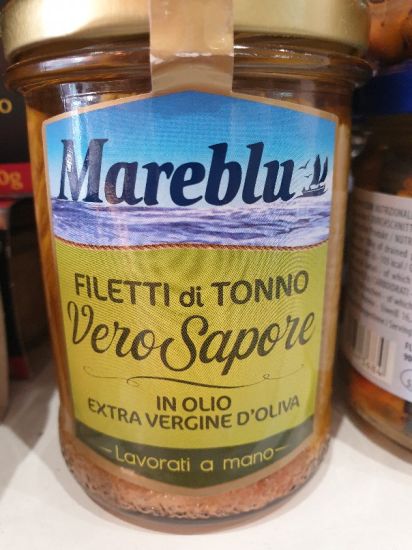 Mareblu
FILETTI di TONNO
Vero Sapore
IN OLIO
EXTRA VERGINE D'OLIVA
Lavorati a mano